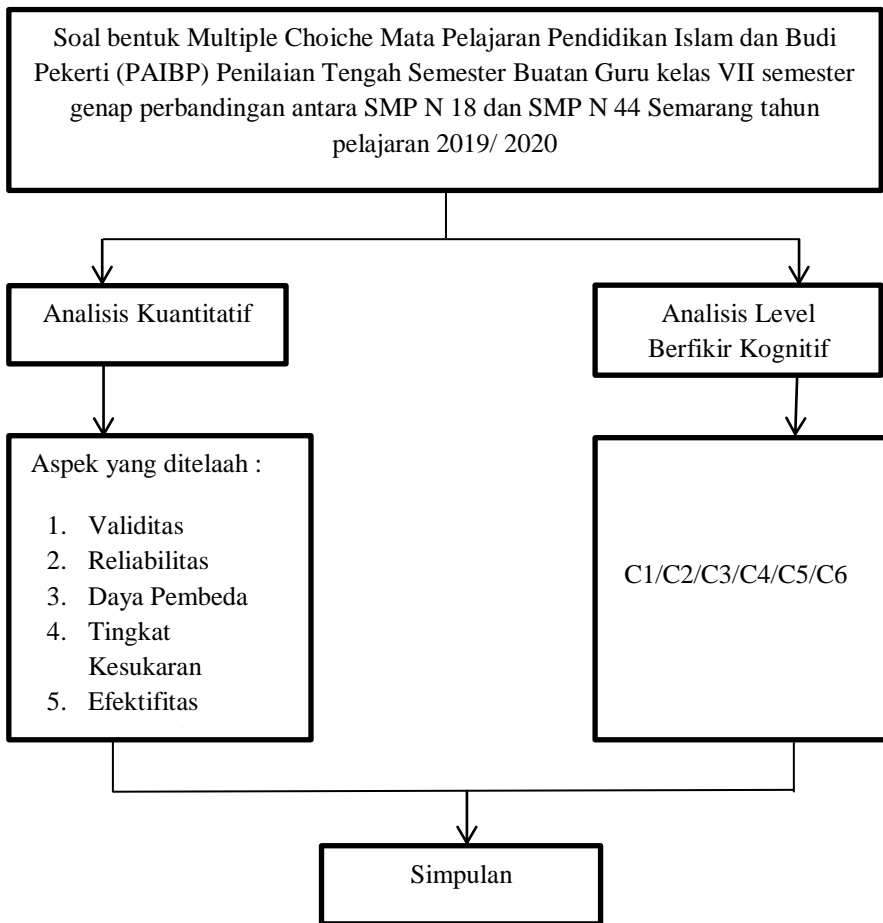 Soal bentuk Multiple Choiche Mata Pelajaran Pendidikan Islam dan Budi
Pekerti (PAIBP) Penilaian Tengah Semester Buatan Guru kelas VII semester
genap perbandingan antara SMP N 18 dan SMP N 44 Semarang tahun
pelajaran 2019/ 2020
Analisis Kuantitatif
Analisis Level
Berfikir Kognitif
Aspek yang ditelaah :
1. Validitas
2. Reliabilitas
3. Daya Pembeda
4. Tingkat
Kesukaran
5. Efektifitas
C1/C2/C3/C4/C5/C6
Simpulan